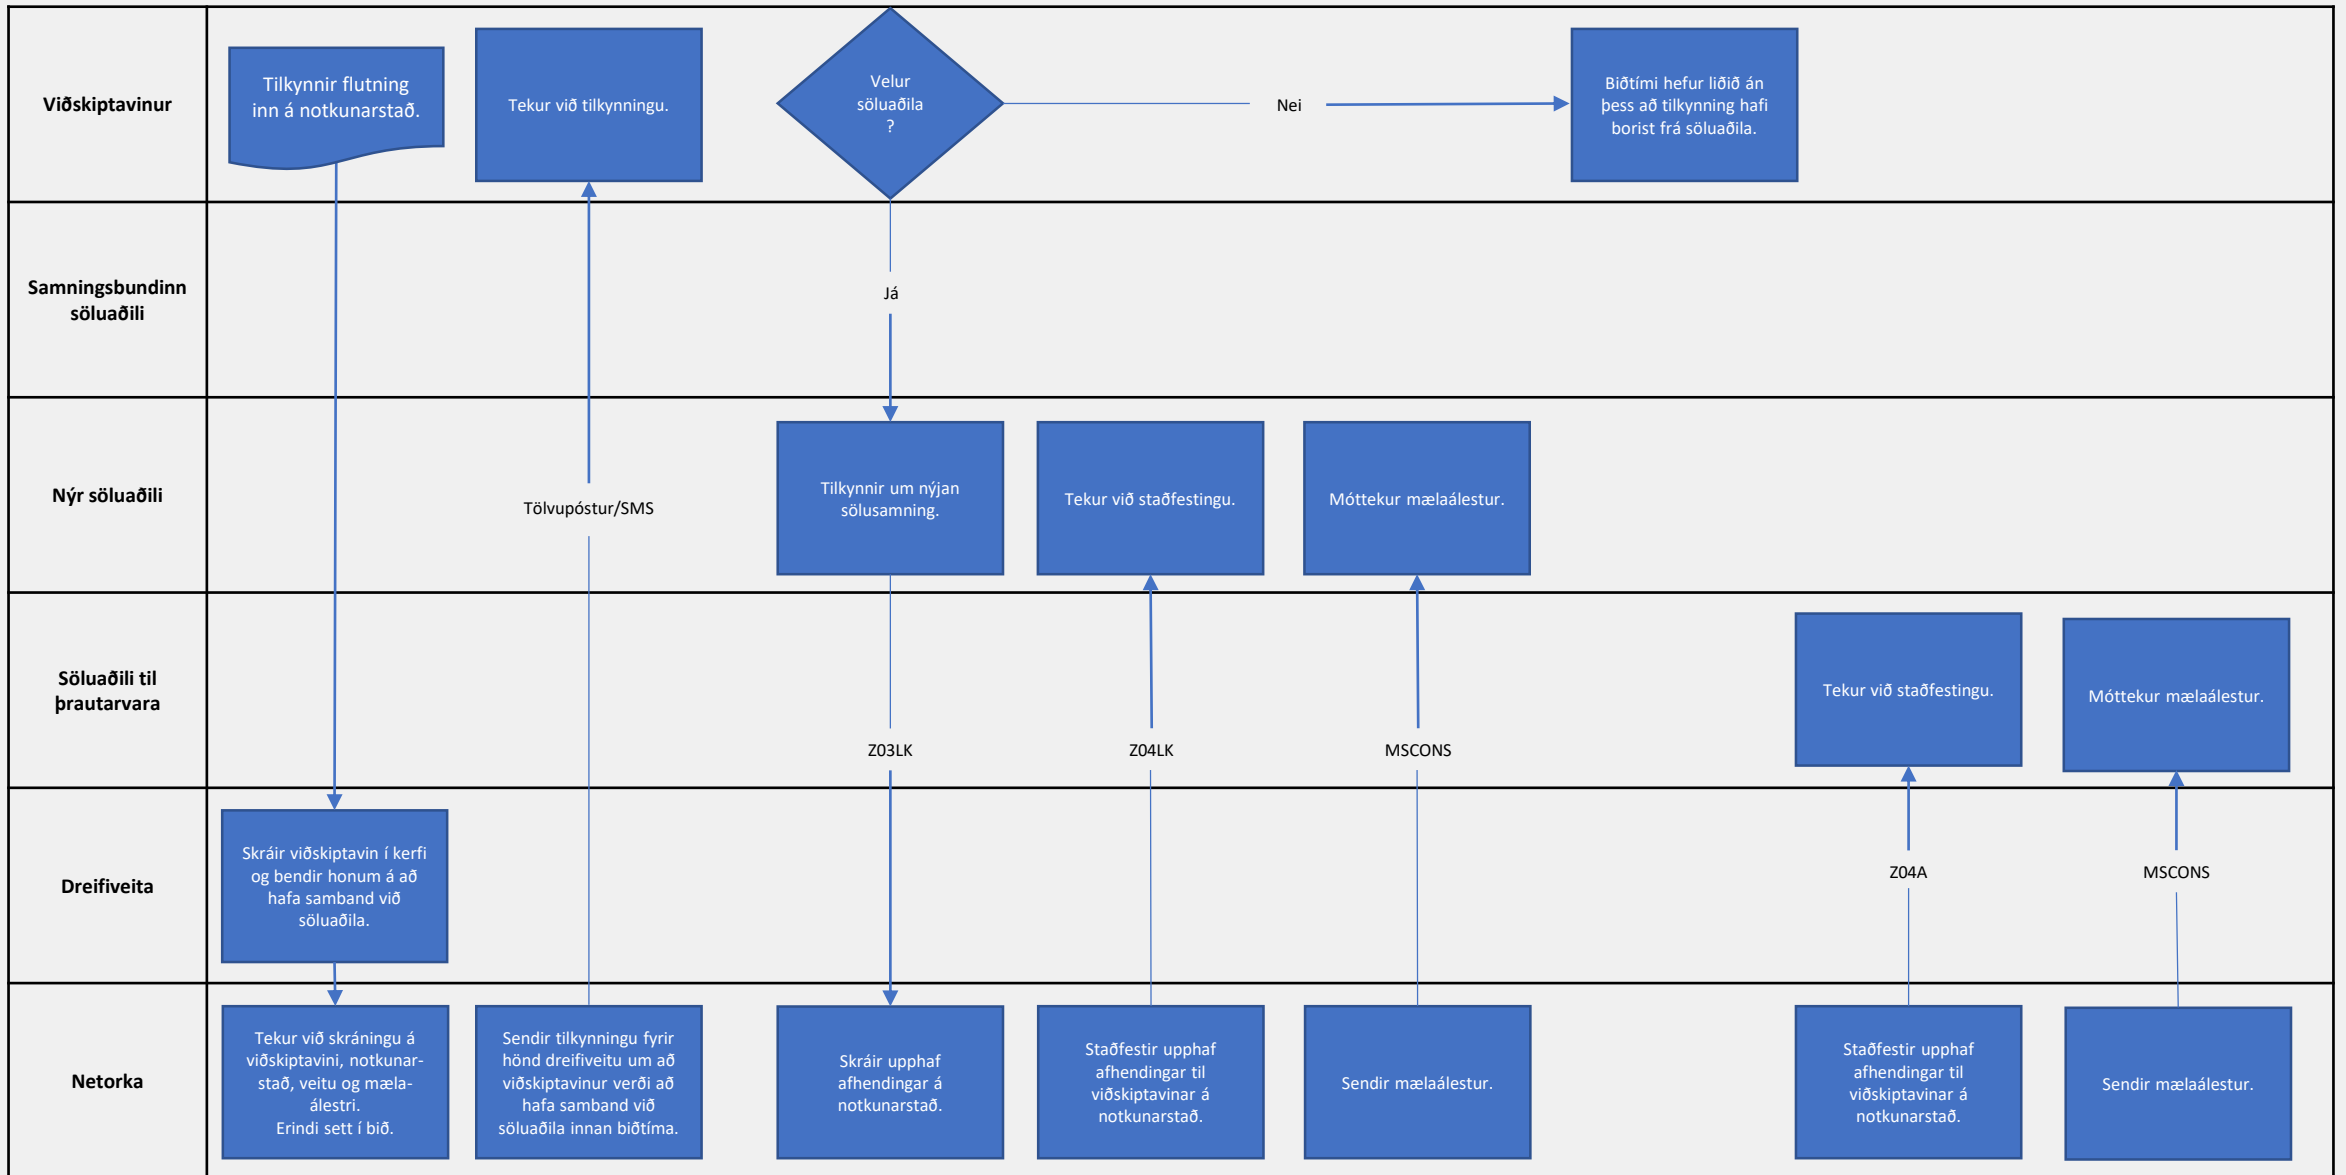 Viðskiptavinur
Tilkynnir flutning
inn á notkunarstað.
Tekur við tilkynningu.
Velur
söluaðila
?
Nei
Biðtími hefur liðið án
þess að tilkynning hafi
borist frá söluaðila.
Samningsbundinn
söluaðili
Já
Nýr söluaðili
Tölvupóstur/SMS
Tilkynnir um nýjan
sölusamning.
Tekur við staðfestingu.
Móttekur mælaálestur.
Söluaðili til
þrautarvara
Z03LK
Z04LK
MSCONS
Tekur við staðfestingu.
Móttekur mælaálestur.
Dreifiveita
Skráir viðskiptavin í kerfi
og bendir honum á að
hafa samband við
söluaðila.
Z04A
MSCONS
Netorka
Tekur við skráningu á
viðskiptavini, notkunar-
stað, veitu og mæla-
álestri.
Erindi sett í bið.
Sendir tilkynningu fyrir
hönd dreifiveitu um að
viðskiptavinur verði að
hafa samband við
söluaðila innan biðtíma.
Skráir upphaf
afhendingar á
notkunarstað.
Staðfestir upphaf
afhendingar til
viðskiptavinar á
notkunarstað.
Sendir mælaálestur.
Staðfestir upphaf
afhendingar til
viðskiptavinar á
notkunarstað.
Sendir mælaálestur.